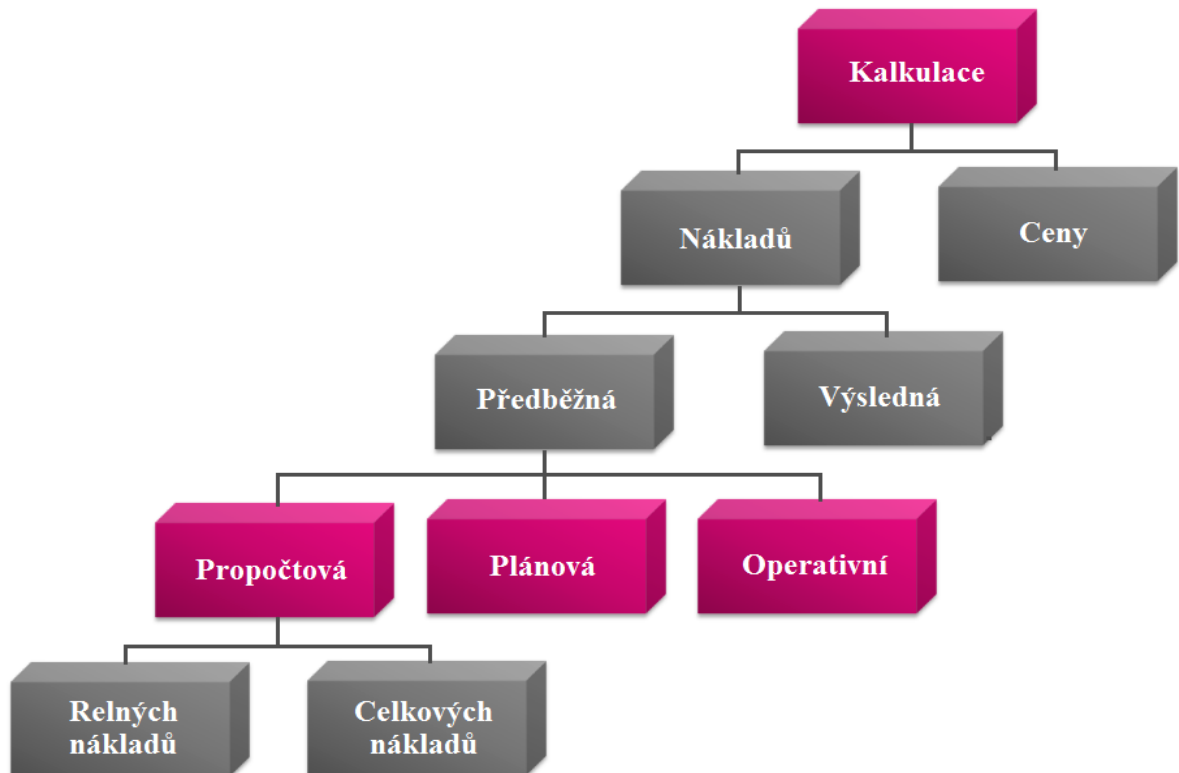 Kalkulace
Nákladů
Ceny
Předběžná
Výsledná
Propočtová
Plánová
Operativní
Relných
nákladů
Celkových
nákladů